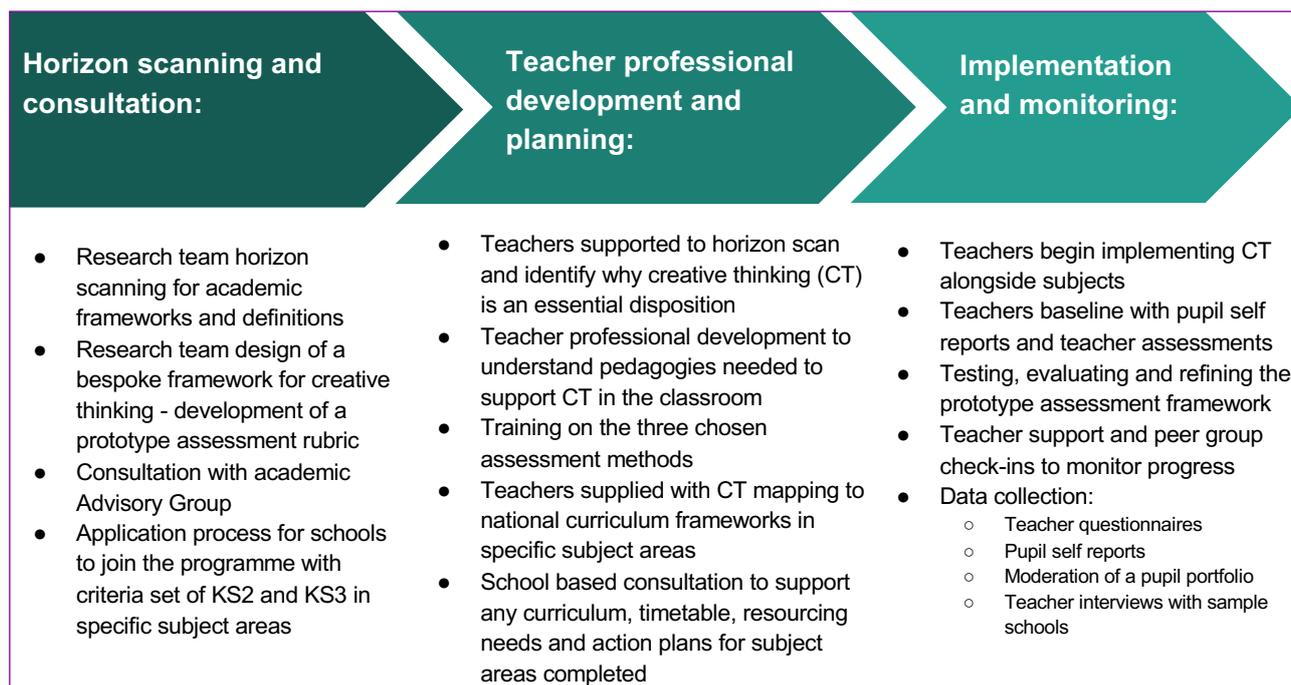 Horizon scanning and
consultation:
● Research team horizon
scanning for academic
frameworks and definitions
● Research team design of a
bespoke framework for creative
thinking - development of a
prototype assessment rubric
● Consultation with academic
Advisory Group
● Application process for schools
to join the programme with
criteria set of KS2 and KS3 in
specific subject areas
Teacher professional
development and
planning:
● Teachers supported to horizon scan
and identify why creative thinking (CT)
is an essential disposition
● Teacher professional development to
understand pedagogies needed to
support CT in the classroom
● Training on the three chosen
assessment methods
● Teachers supplied with CT mapping to
national curriculum frameworks in
specific subject areas
● School based consultation to support
any curriculum, timetable, resourcing
needs and action plans for subject
areas completed
Implementation
and monitoring:
● Teachers begin implementing CT
alongside subjects
● Teachers baseline with pupil self
reports and teacher assessments
● Testing, evaluating and refining the
prototype assessment framework
● Teacher support and peer group
check-ins to monitor progress
● Data collection:
○ Teacher questionnaires
○ Pupil self reports
○ Moderation of a pupil portfolio
○ Teacher interviews with sample
schools